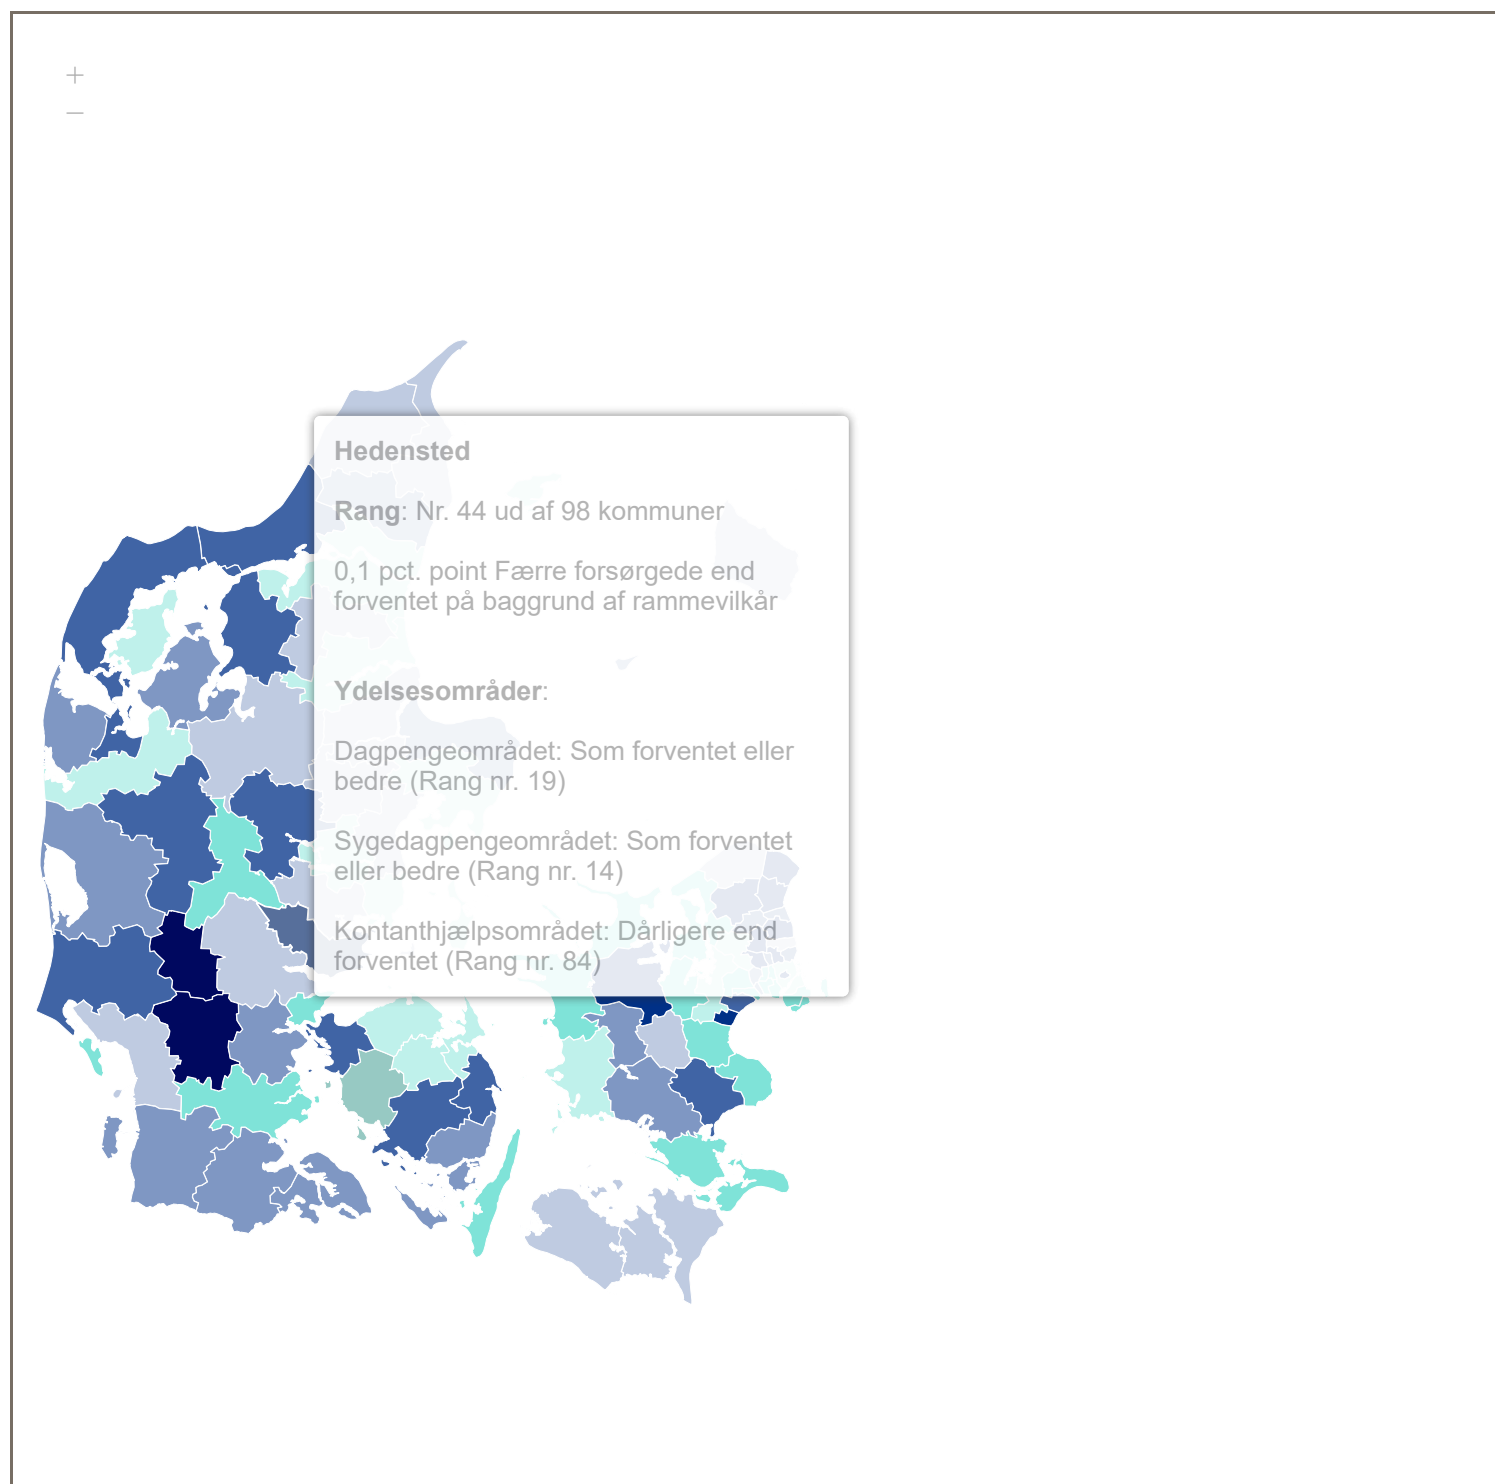 +
−
Hedensted
Rang: Nr. 44 ud af 98 kommuner
0,1 pct. point Færre forsørgede end
forventet på baggrund af rammevilkår
Ydelsesområder:
Dagpengeområdet: Som forventet eller
bedre (Rang nr. 19)
Sygedagpengeområdet: Som forventet
eller bedre (Rang nr. 14)
Kontanthjælpsområdet: Dårligere end
forventet (Rang nr. 84)